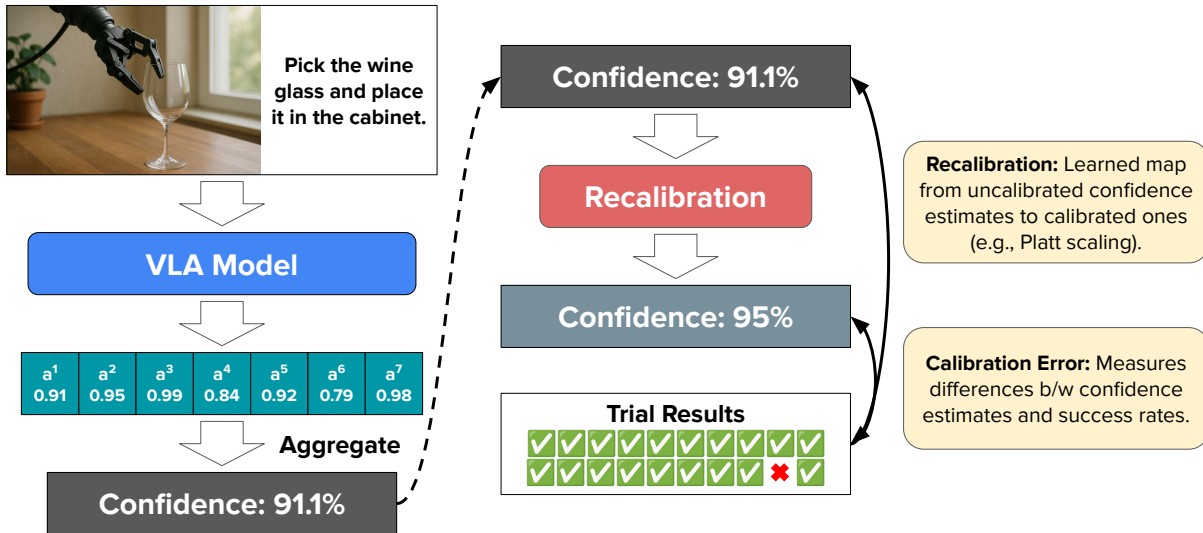 Pick the wine
glass and place
it in the cabinet.
VLA Model
a¹ a² a³ a⁴ a⁵ a⁶ a⁷
0.91 0.95 0.99 0.84 0.92 0.79 0.98
Aggregate
Confidence: 91.1%
Confidence: 91.1%
Recalibration
Confidence: 95%
Trial Results
Recalibration: Learned map
from uncalibrated confidence
estimates to calibrated ones
(e.g., Platt scaling).
Calibration Error: Measures
differences b/w confidence
estimates and success rates.